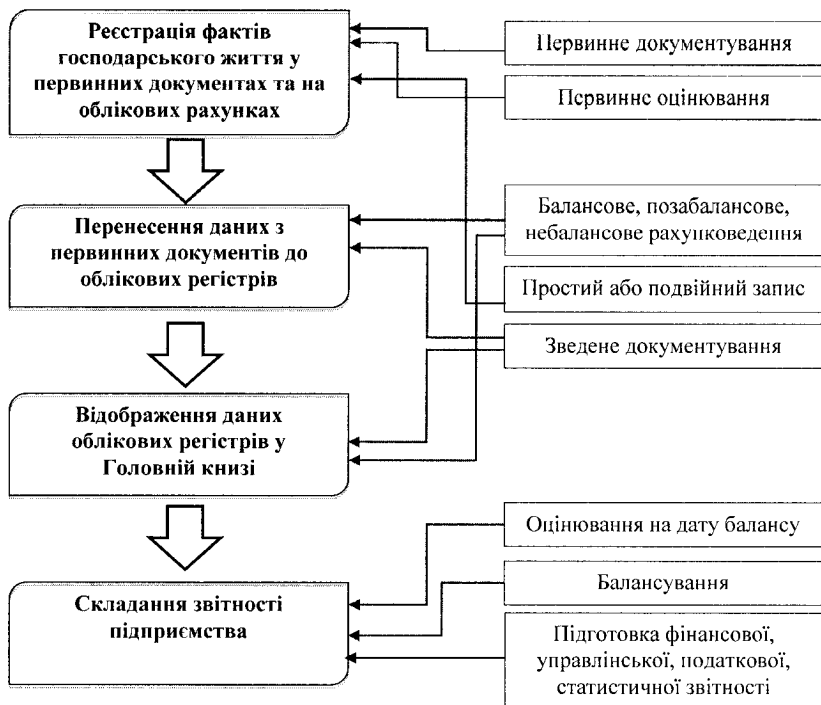 Реєстрація фактів
господарського життя у
первинних документах та на
облікових рахунках
Первинне документування
Первинне оцінювання
Перенесення даних з
первинних документів до
облікових регістрів
Балансове, позабалансове,
небалансове рахунковедення
Простий або подвійний запис
Зведене документування
Відображення даних
облікових регістрів у
Головній книзі
Оцінювання на дату балансу
Складання звітності
підприємства
Балансування
Підготовка фінансової,
управлінської, податкової,
статистичної звітності